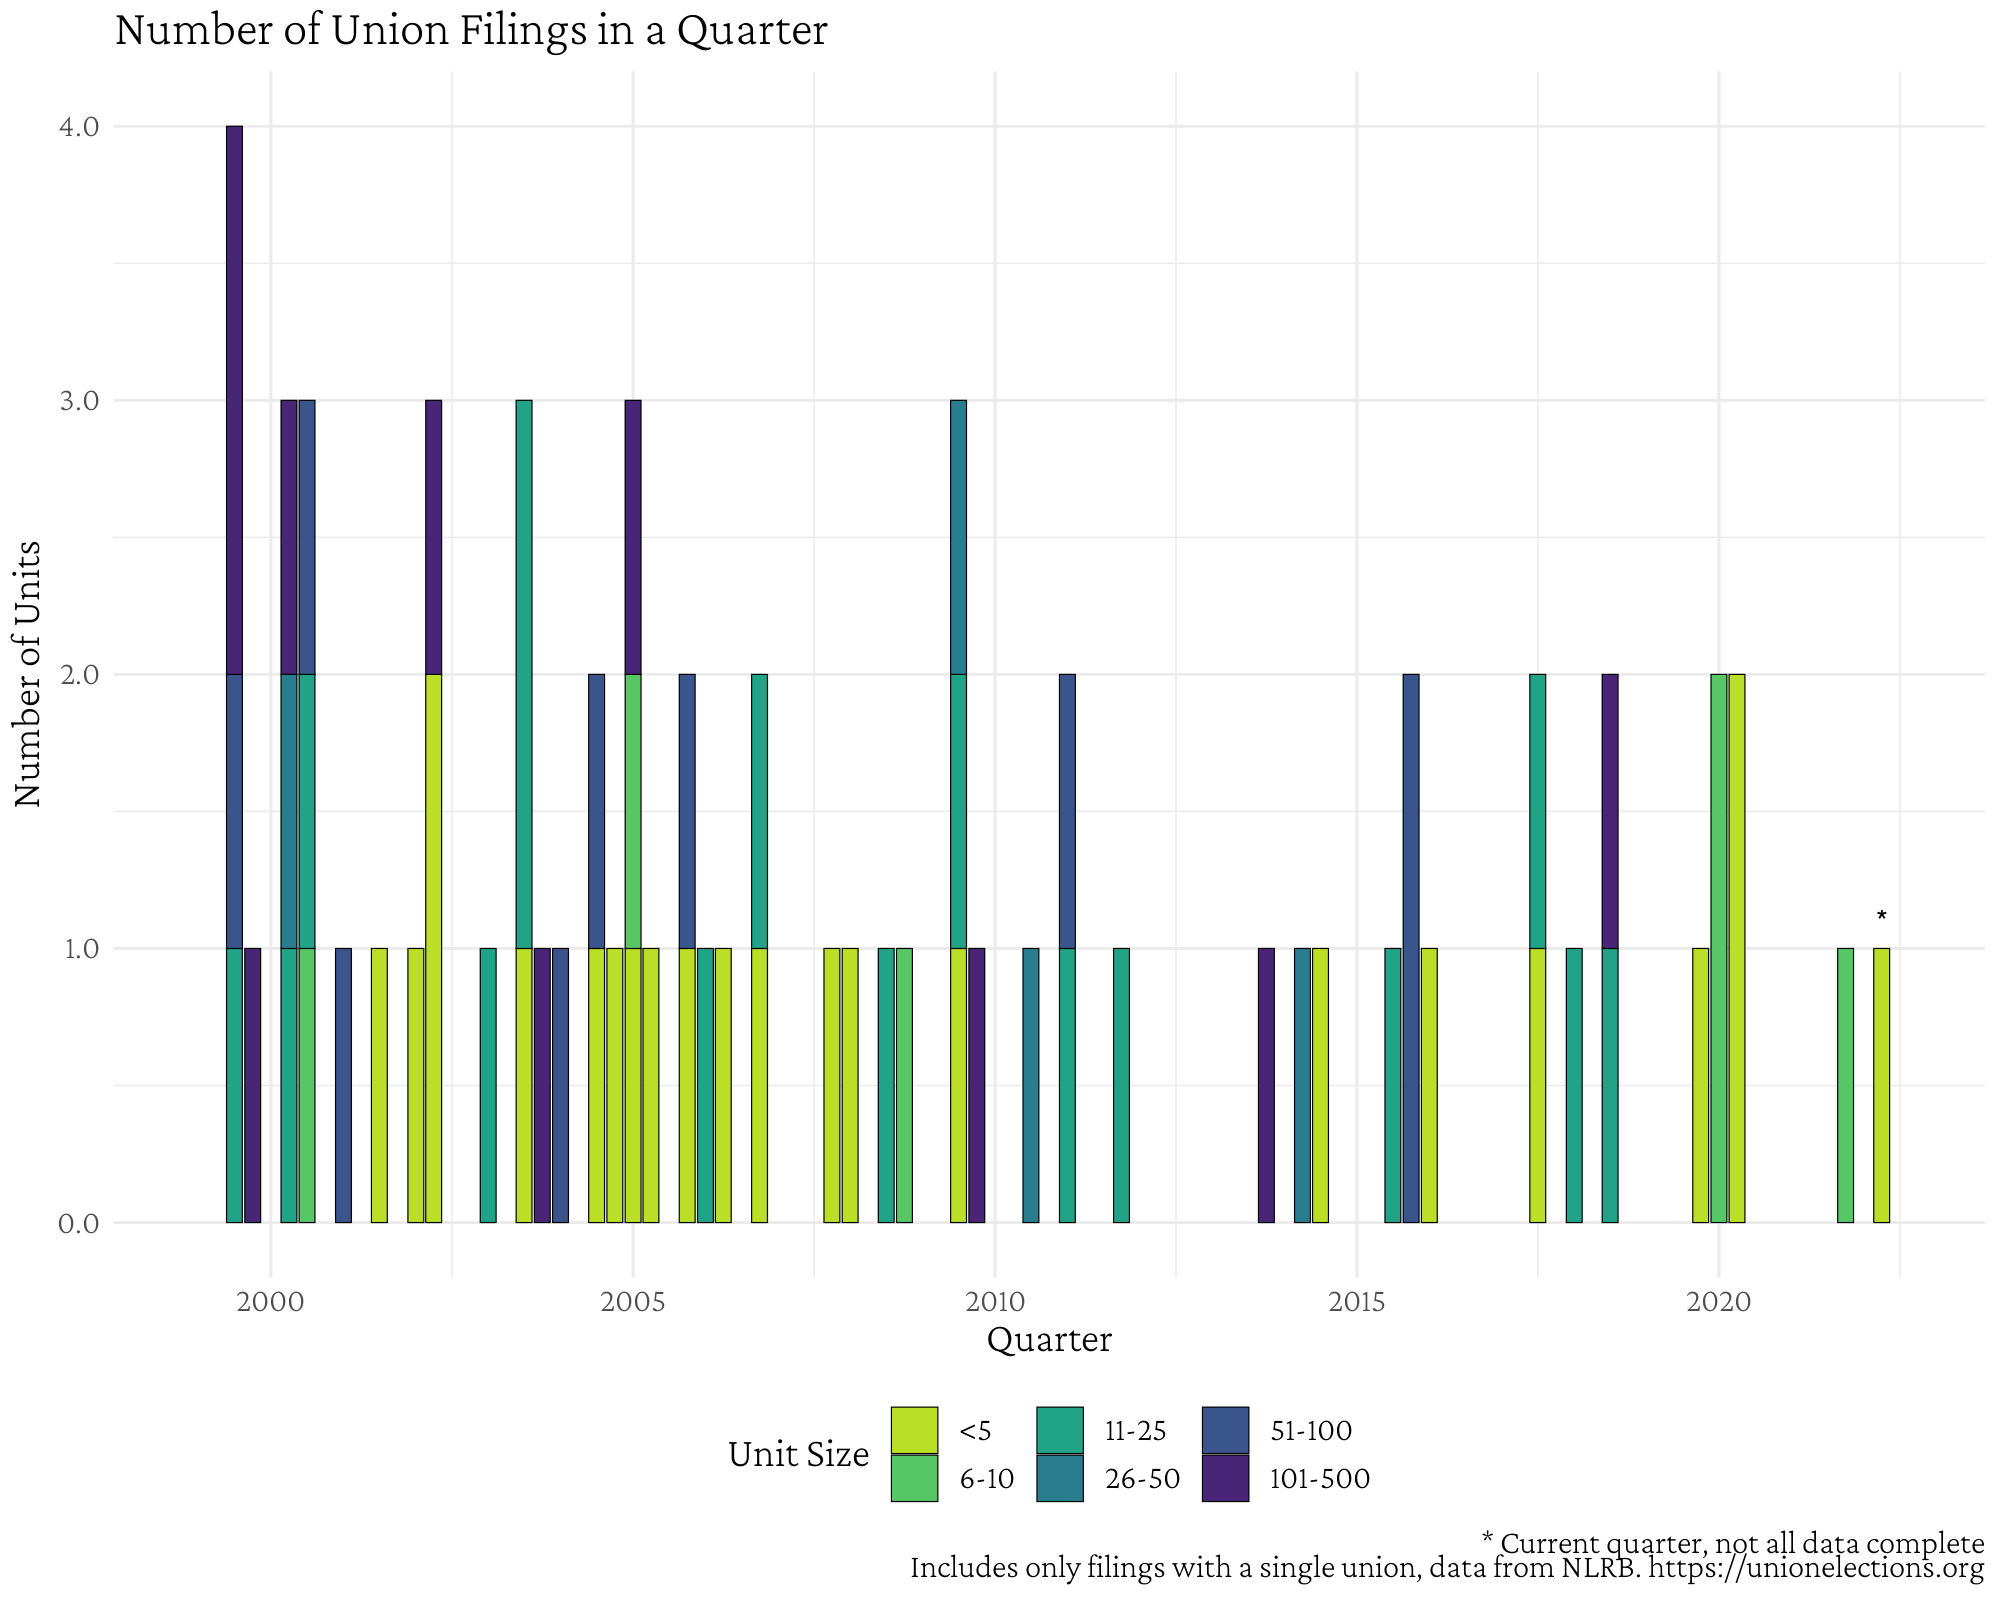 Number of Union Filings in a Quarter
Number of Units
4.0
3.0
2.0
1.0
0.0
*
2000 2005 2010 2015 2020
Quarter
Unit Size
<5 11-25 51-100
6-10 26-50 101-500
* Current quarter, not all data complete
Includes only filings with a single union, data from NLRB. https://unionelections.org